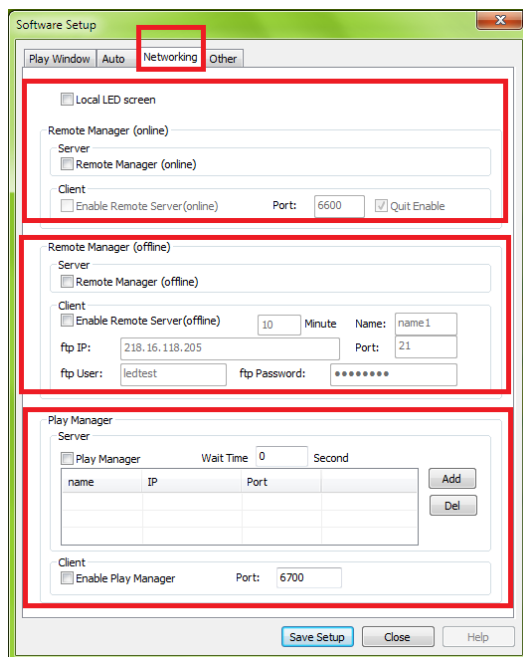 Software Setup
Play Window Auto Networking Other
Local LED screen
Remote Manager (online)
Server
Remote Manager (online)
Client
Enable Remote Server(online) Port: 6600 Quit Enable
Remote Manager (offline)
Server
Remote Manager (offline)
Client
Enable Remote Server(offline) 10 Minute Name: name1
ftp IP: 218.16.118.205 Port: 21
ftp User: ledtest ftp Password: ●●●●●●●●
Play Manager
Server
Play Manager Wait Time 0 Second
name IP Port
Add
Del
Client
Enable Play Manager Port: 6700
Save Setup Close Help